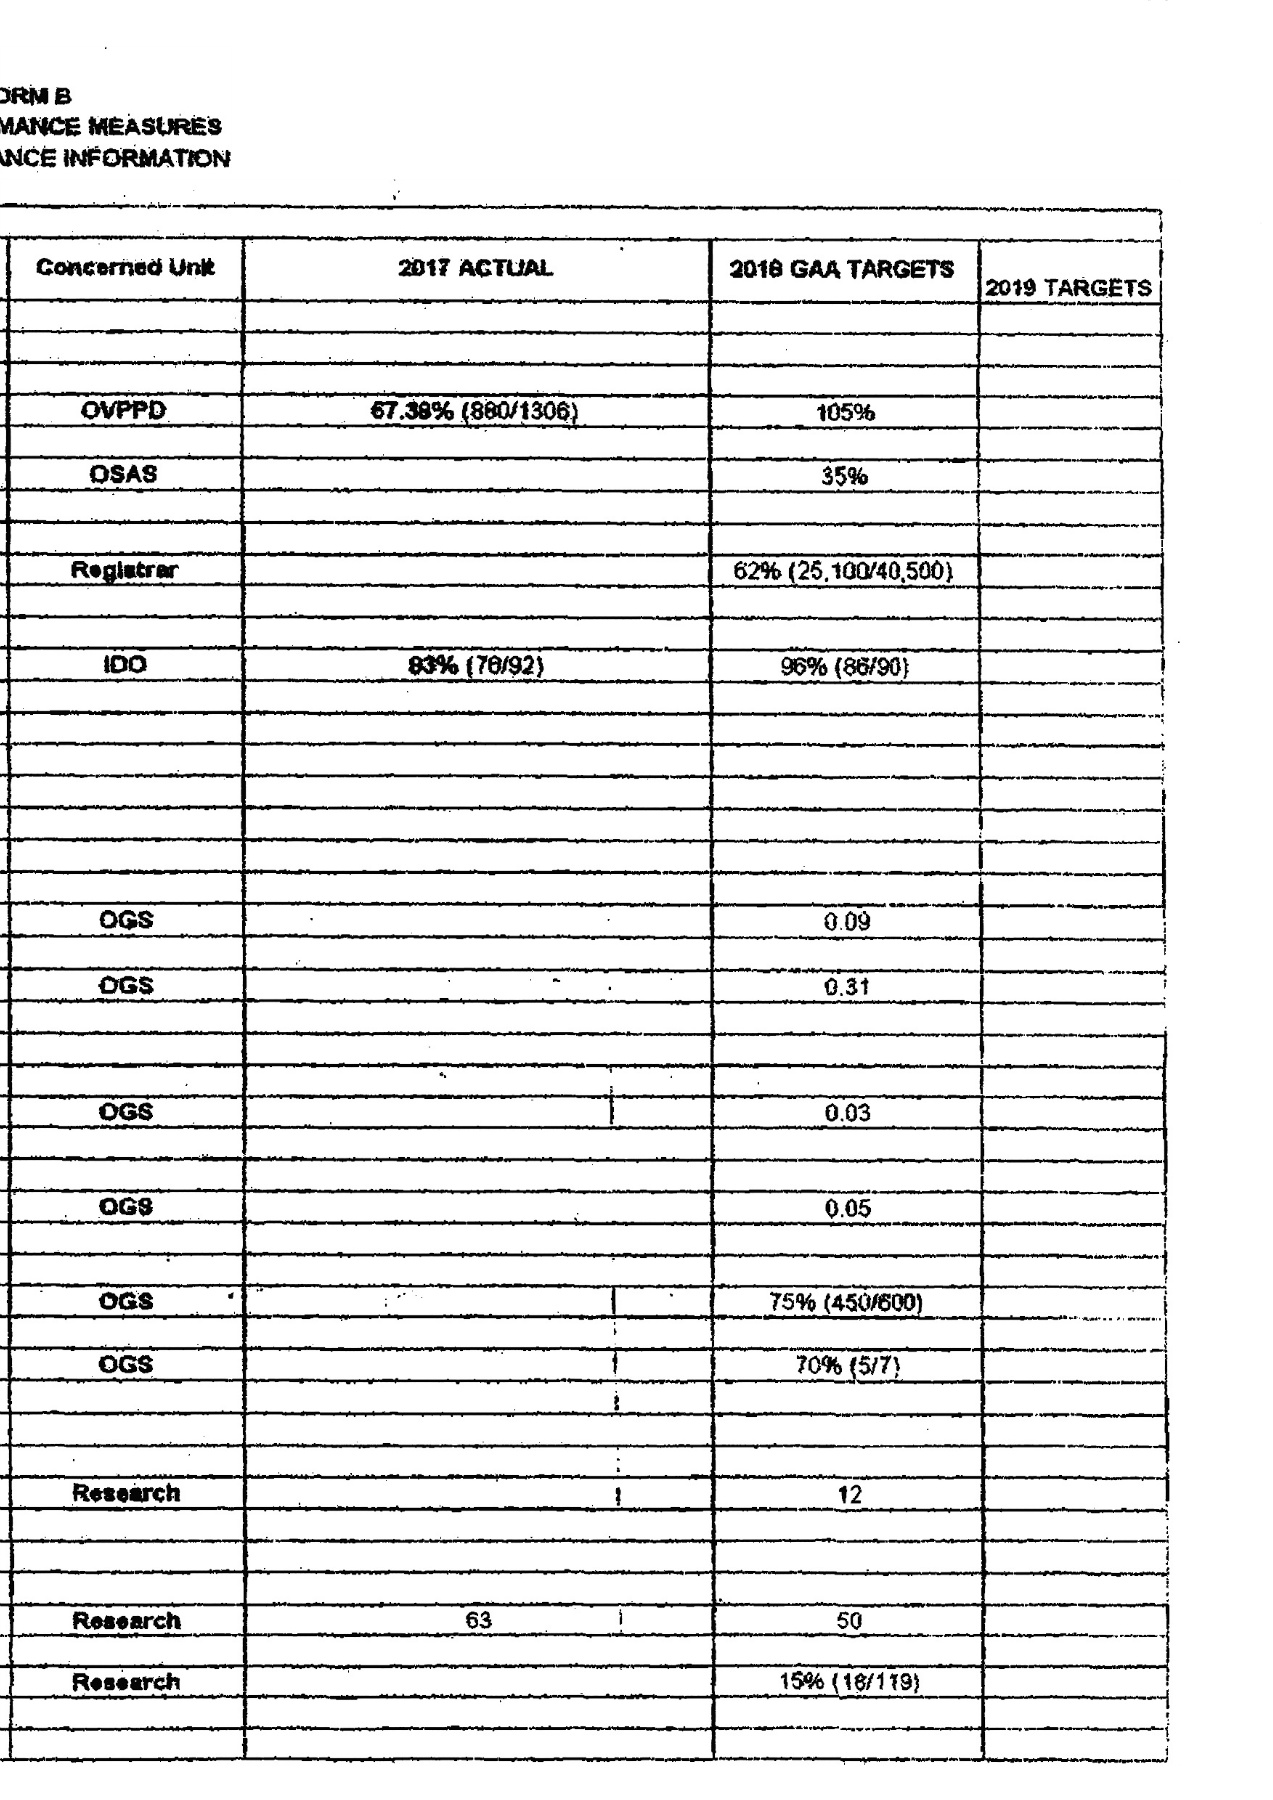 ORM B
MANCE MEASURES
ANCE INFORMATION
Concerned Unit 2017 ACTUAL 2018 GAA TARGETS 2019 TARGETS
OVPPD 67.38% (880/1306) 105%
OSAS 35%
Registrar 62% (25,100/40,500)
IDO 83% (76/92) 96% (86/90)
OGS 0.09
OGS 0.31
OGS 0.03
OGS 0.05
OGS 75% (450/600)
OGS 70% (5/7)
Research 12
Research 63 50
Research 15% (18/119)